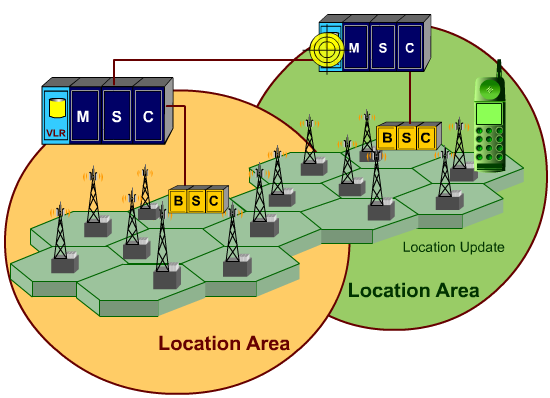 M S C
VLR
M S C
B S C
B S C
Location Update
Location Area
Location Area